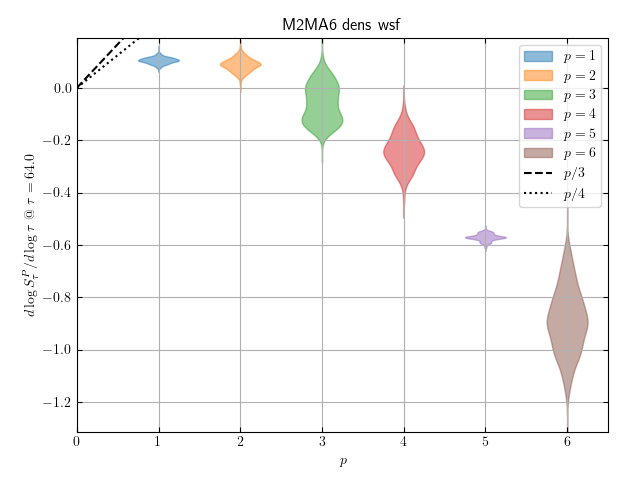 M2MA6 dens wsf
d log S_τ^P / d log τ @ τ = 64.0
0.0
−0.2
−0.4
−0.6
−0.8
−1.0
−1.2
0 1 2 3 4 5 6
p
p = 1
p = 2
p = 3
p = 4
p = 5
p = 6
p/3
p/4